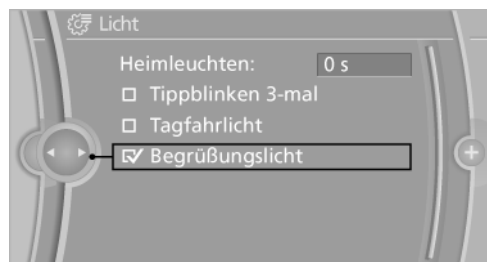 Licht
Heimleuchten: 0 s
Tippblinken 3-mal
Tagfahrlicht
Begrüßungslicht